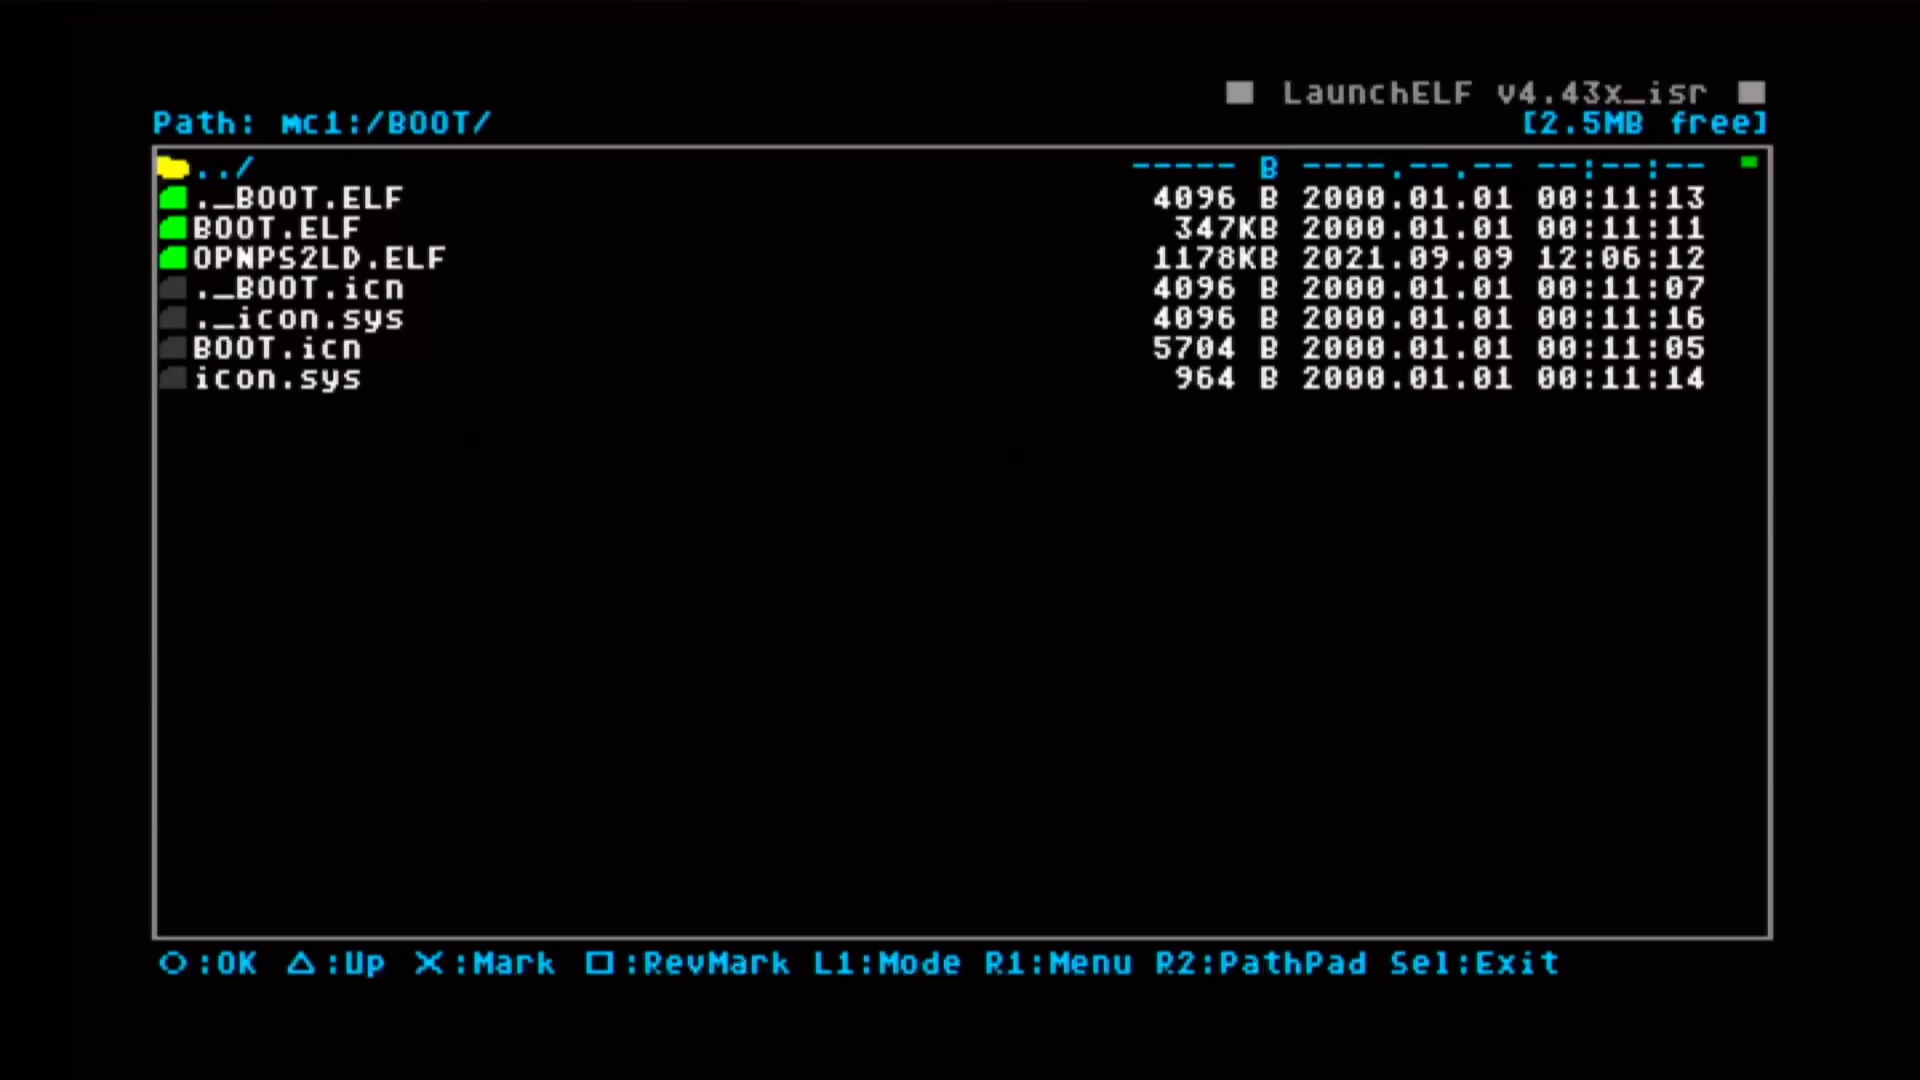 LaunchELF v4.43x_isr
Path: mc1:/BOOT/ [2.5MB free]
../ ----- B ----.--.-- --:--:--
._BOOT.ELF 4096 B 2000.01.01 00:11:13
BOOT.ELF 347KB 2000.01.01 00:11:11
OPNPS2LD.ELF 1178KB 2021.09.09 12:06:12
._BOOT.icn 4096 B 2000.01.01 00:11:07
._icon.sys 4096 B 2000.01.01 00:11:16
BOOT.icn 5704 B 2000.01.01 00:11:05
icon.sys 964 B 2000.01.01 00:11:14
○:OK △:Up ×:Mark □:RevMark L1:Mode R1:Menu R2:PathPad Sel:Exit